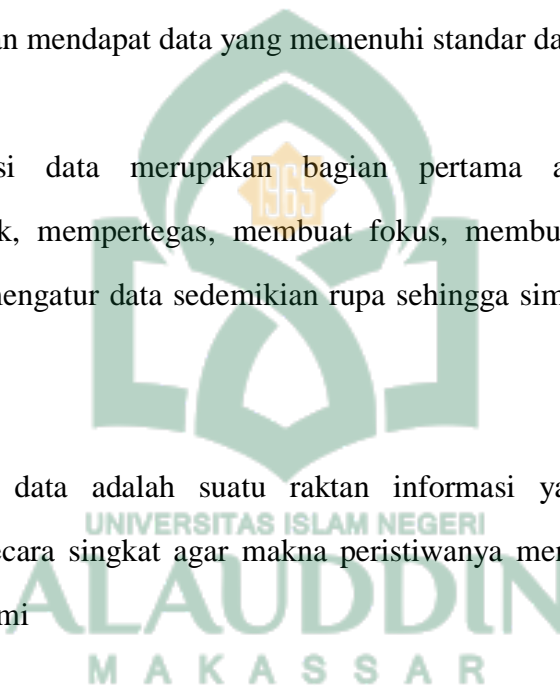 an mendapat data yang memenuhi standar da
si data merupakan bagian pertama a
1965
k, mempertegas, membuat fokus, membu
mengatur data sedemikian rupa sehingga sim
data adalah suatu raktan informasi ya
UNIVERSITAS ISLAM NEGERI
ecara singkat agar makna peristiwanya men
ALAUDDIN
mi
MAKASSAR